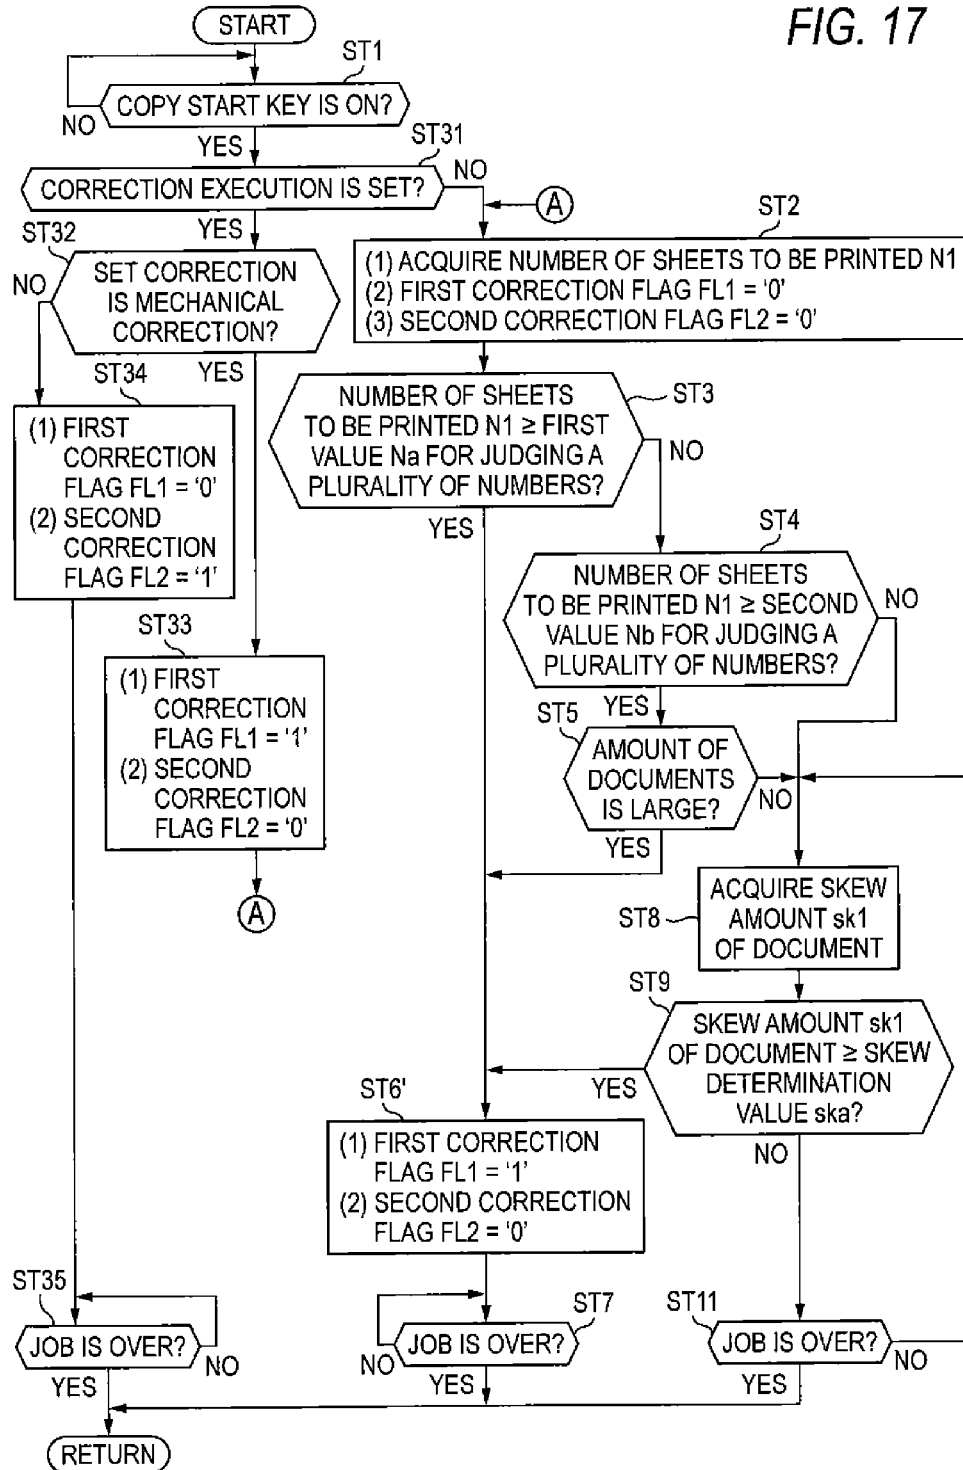 FIG. 17
START
ST1
COPY START KEY IS ON?
NO
YES
ST31
CORRECTION EXECUTION IS SET?
NO
A
YES
ST32
SET CORRECTION
IS MECHANICAL
CORRECTION?
NO
YES
ST2
(1) ACQUIRE NUMBER OF SHEETS TO BE PRINTED N1
(2) FIRST CORRECTION FLAG FL1 = '0'
(3) SECOND CORRECTION FLAG FL2 = '0'
ST34
(1) FIRST
CORRECTION
FLAG FL1 = '0'
(2) SECOND
CORRECTION
FLAG FL2 = '1'
ST3
NUMBER OF SHEETS
TO BE PRINTED N1 ≥ FIRST
VALUE Na FOR JUDGING A
PLURALITY OF NUMBERS?
NO
YES
ST4
NUMBER OF SHEETS
TO BE PRINTED N1 ≥ SECOND
VALUE Nb FOR JUDGING A
PLURALITY OF NUMBERS?
NO
YES
ST33
(1) FIRST
CORRECTION
FLAG FL1 = '1'
(2) SECOND
CORRECTION
FLAG FL2 = '0'
A
ST5
AMOUNT OF
DOCUMENTS
IS LARGE?
NO
YES
ST8
ACQUIRE SKEW
AMOUNT sk1
OF DOCUMENT
ST9
SKEW AMOUNT sk1
OF DOCUMENT ≥ SKEW
DETERMINATION
VALUE ska?
YES
NO
ST6'
(1) FIRST CORRECTION
FLAG FL1 = '1'
(2) SECOND CORRECTION
FLAG FL2 = '0'
ST35
JOB IS OVER?
NO
YES
ST7
JOB IS OVER?
NO
YES
ST11
JOB IS OVER?
NO
YES
RETURN